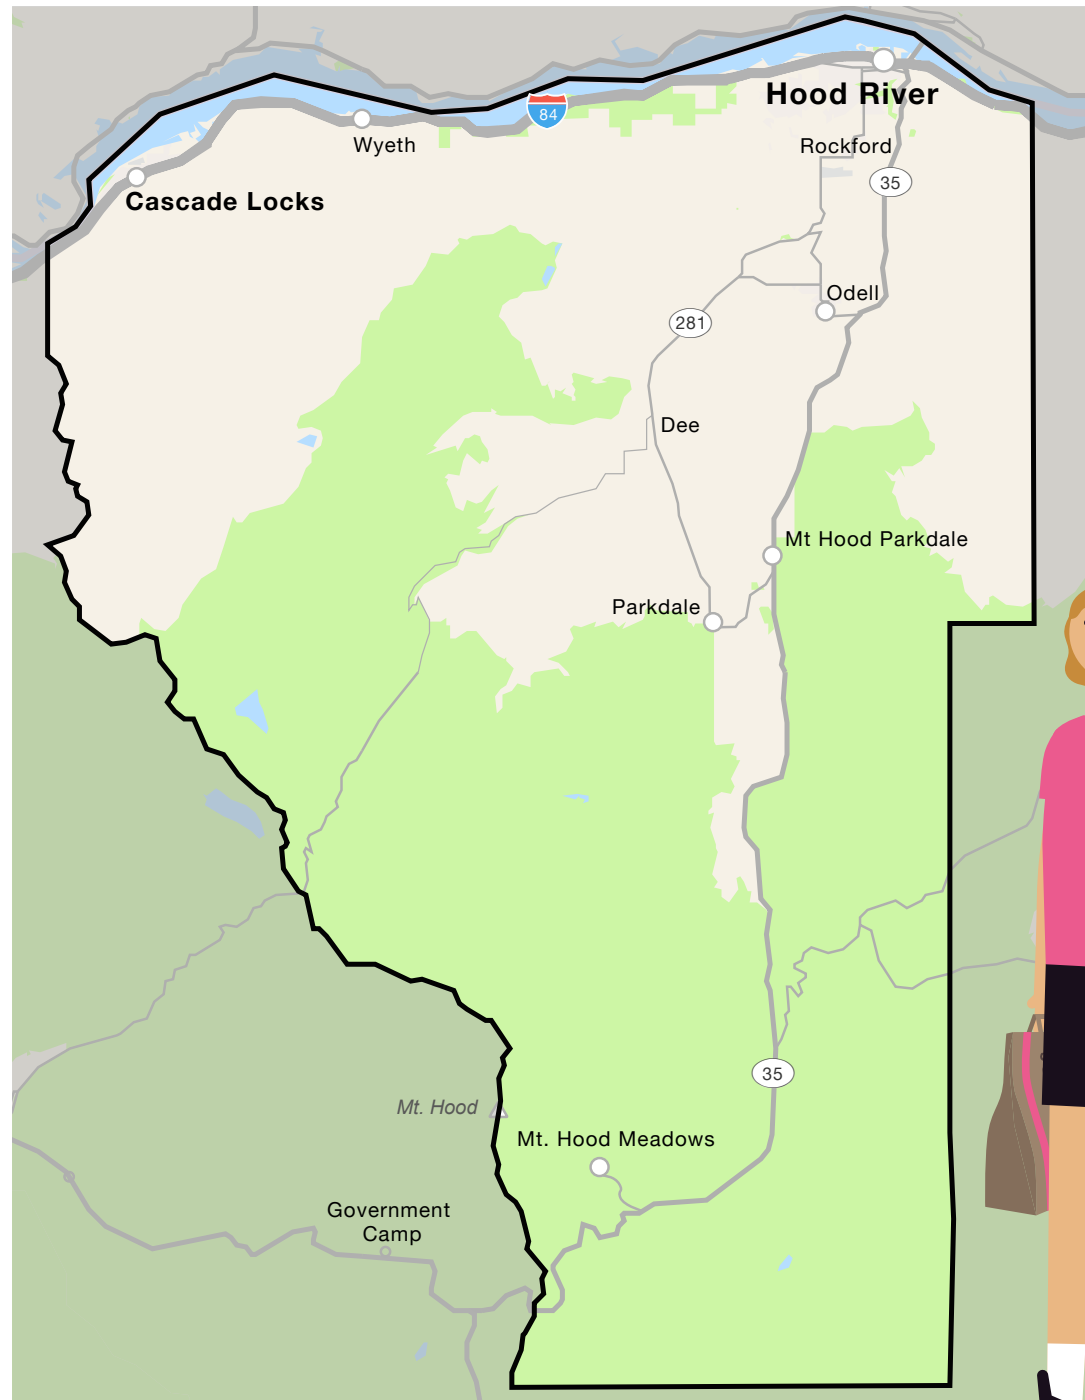 84
Hood River
Wyeth
Rockford
35
Cascade Locks
Odell
281
Dee
Mt Hood Parkdale
Parkdale
35
Mt. Hood
Mt. Hood Meadows
Government
Camp